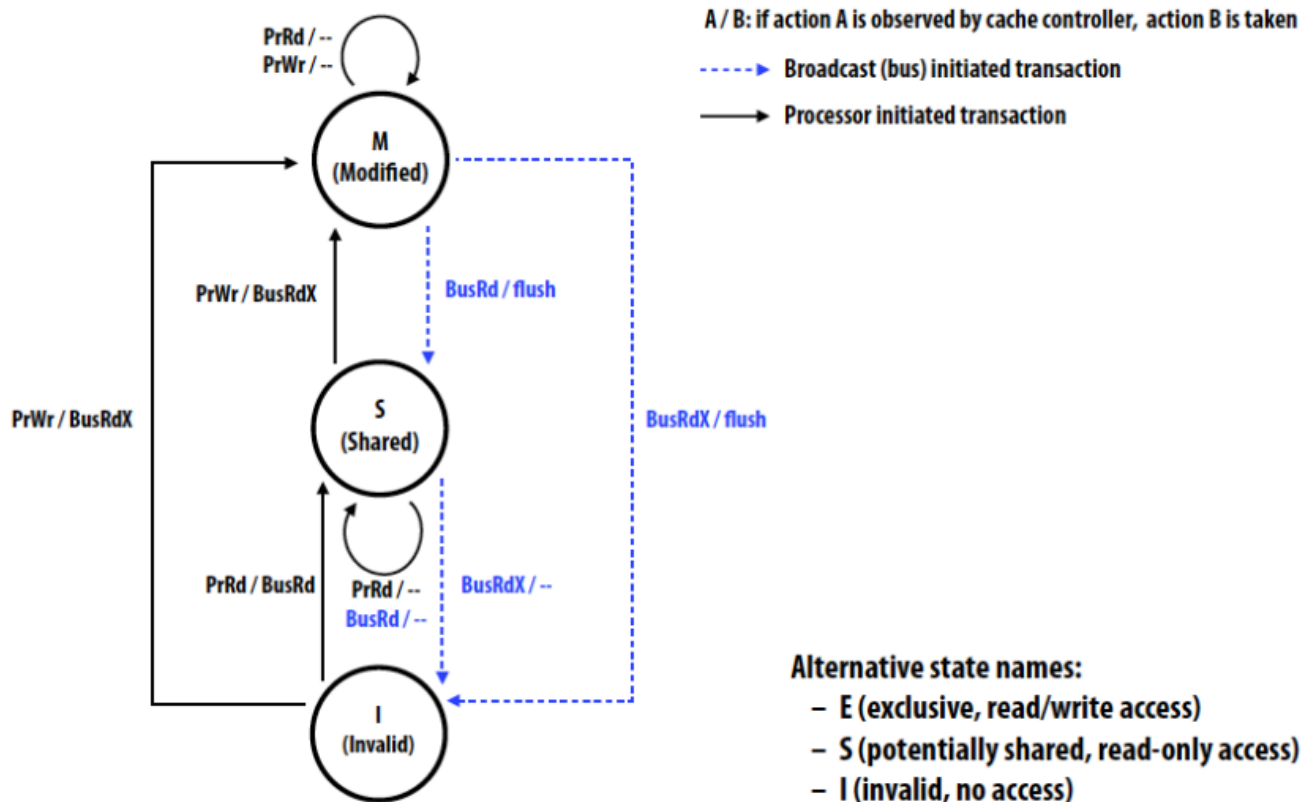 A / B: if action A is observed by cache controller, action B is taken
Broadcast (bus) initiated transaction
Processor initiated transaction
PrRd / --
PrWr / --
M
(Modified)
PrWr / BusRdX
BusRd / flush
PrWr / BusRdX
S
(Shared)
BusRdX / flush
PrRd / BusRd
PrRd / --
BusRd / --
BusRdX / --
I
(Invalid)
Alternative state names:
– E (exclusive, read/write access)
– S (potentially shared, read-only access)
– I (invalid, no access)